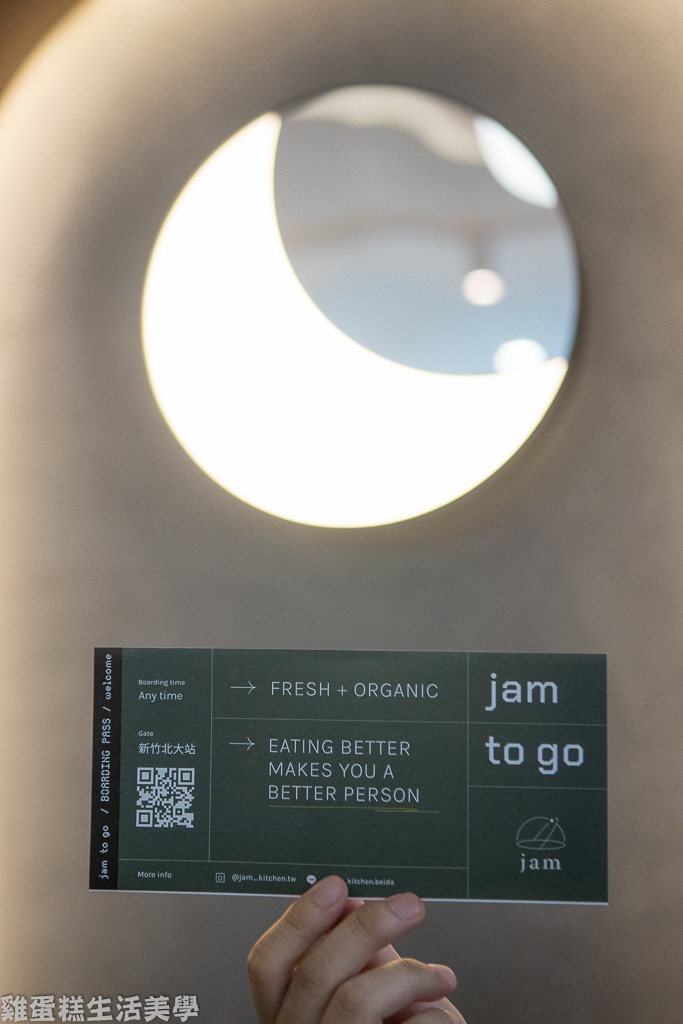 jam to go / BOARDING PASS / welcome
Boarding time
Any time
Gate
新竹北大站
FRESH + ORGANIC
EATING BETTER
MAKES YOU A
BETTER PERSON
jam
to go
jam
More info
@jam_kitchen.tw
kitchen.beida
雞蛋糕生活美學